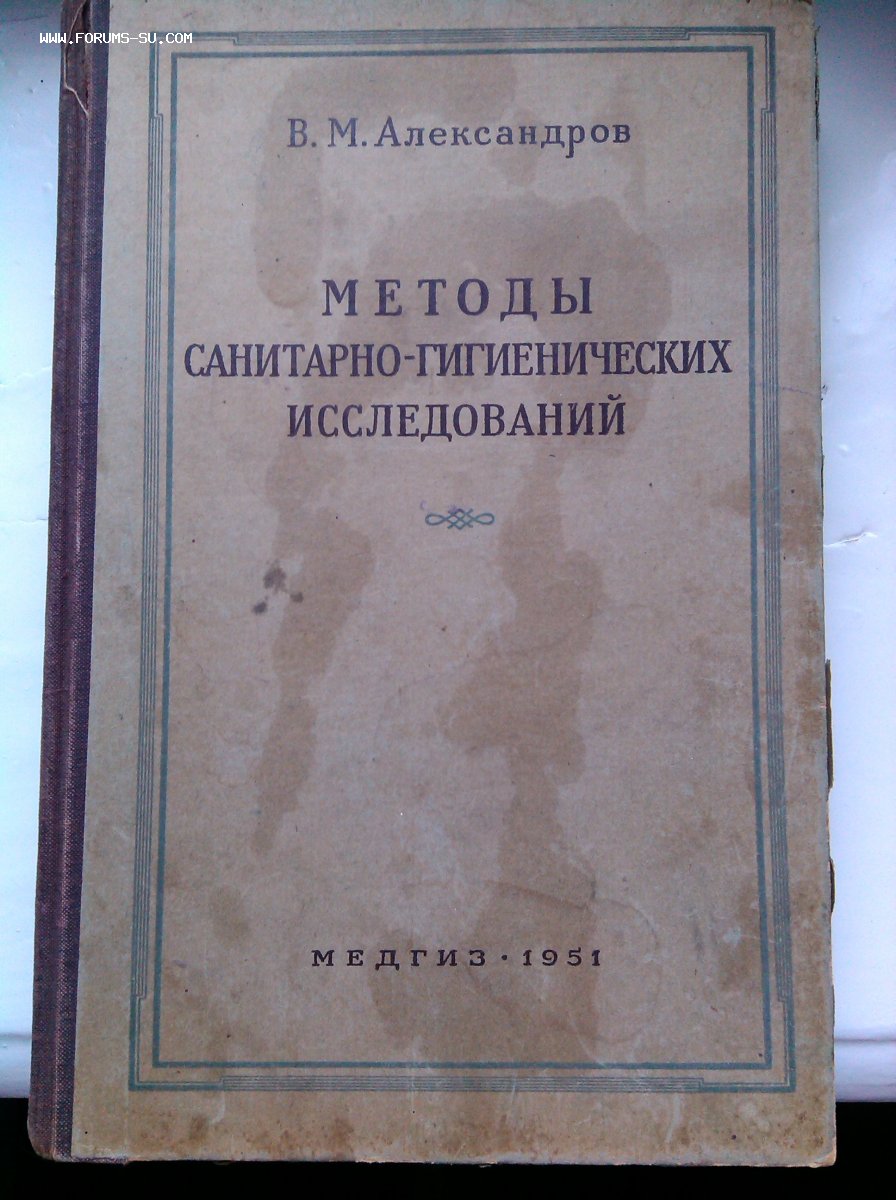 WWW.FORUMS-SU.COM
В. М. Александров
МЕТОДЫ
САНИТАРНО-ГИГИЕНИЧЕСКИХ
ИССЛЕДОВАНИЙ
МЕДГИЗ · 1951